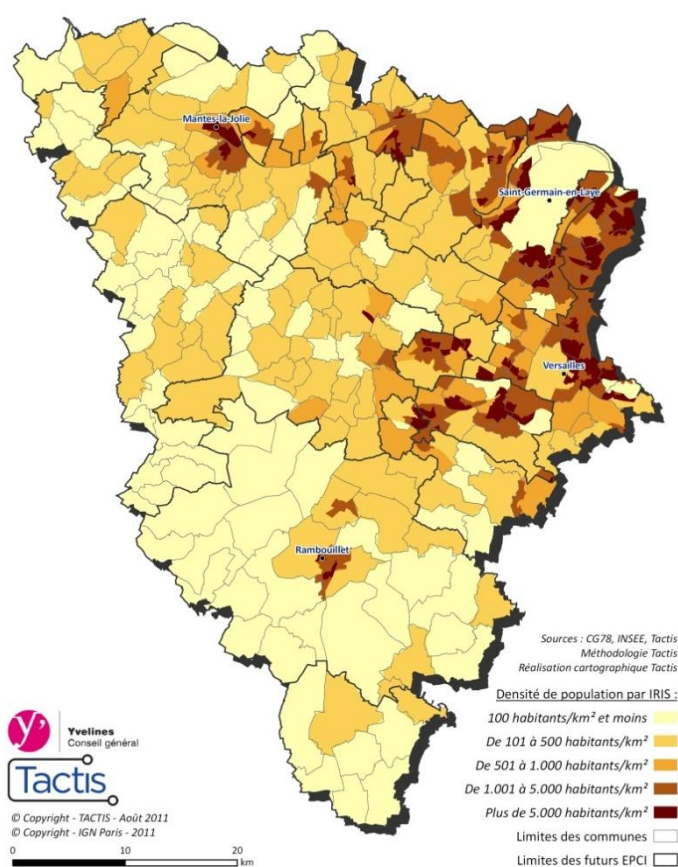 Mantes-la-Jolie
Saint-Germain-en-Laye
Versailles
Rambouillet
Sources : CG78, INSEE, Tactis
Méthodologie Tactis
Réalisation cartographique Tactis
Densité de population par IRIS :
100 habitants/km² et moins
De 101 à 500 habitants/km²
De 501 à 1.000 habitants/km²
De 1.001 à 5.000 habitants/km²
Plus de 5.000 habitants/km²
Limites des communes
Limites des futurs EPCI
y'
Yvelines
Conseil général
Tactis
© Copyright - TACTIS - Août 2011
© Copyright - IGN Paris - 2011
0 10 20
km